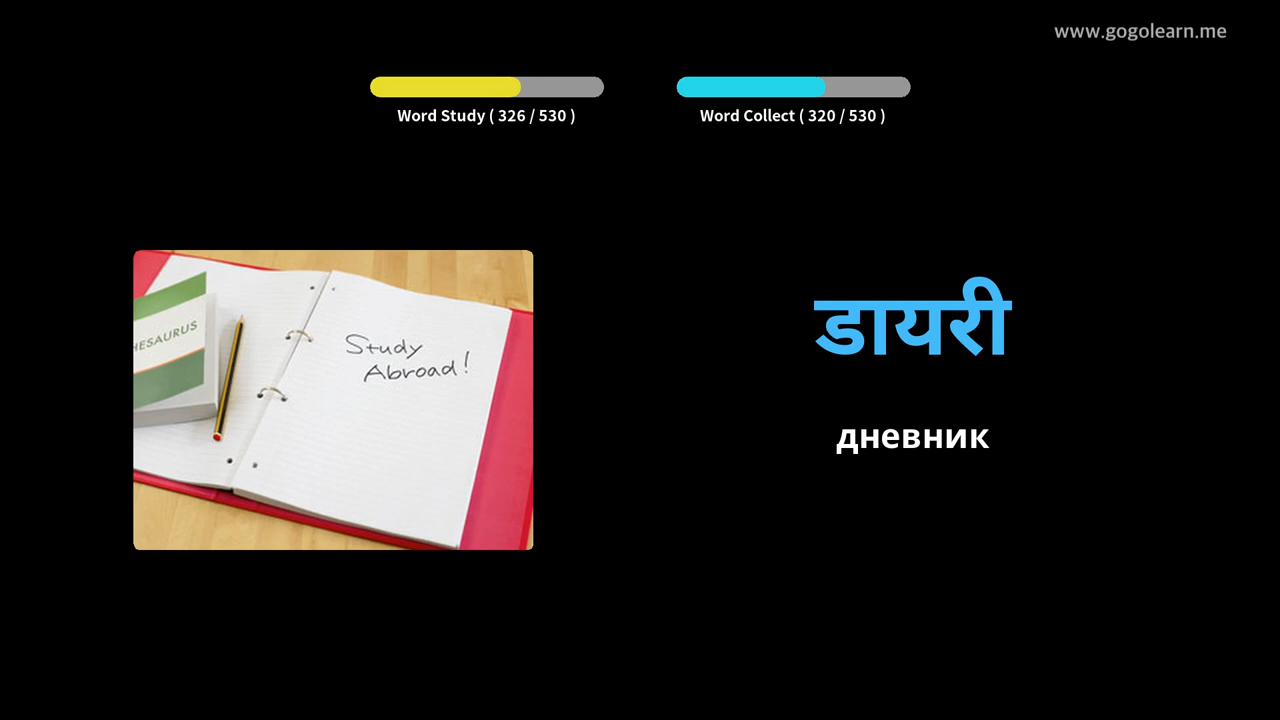 www.gogolearn.me
Word Study ( 326 / 530 )
Word Collect ( 320 / 530 )
HESAURUS
Study
Abroad!
डायरी
дневник